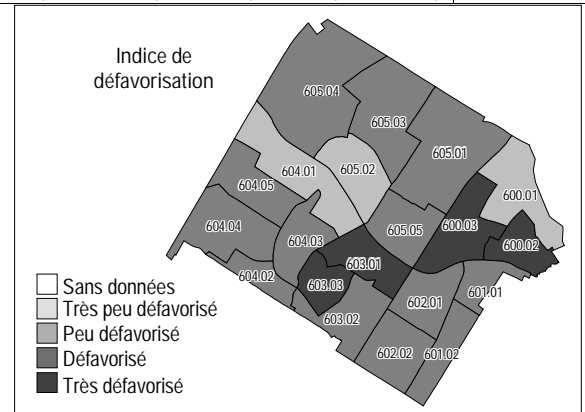 Indice de
défavorisation
605.04
605.03
605.01
604.01
605.02
600.01
604.05
604.04
604.03
605.05
600.03
600.02
603.01
604.02
603.03
601.01
602.01
603.02
602.02
601.02
Sans données
Très peu défavorisé
Peu défavorisé
Défavorisé
Très défavorisé